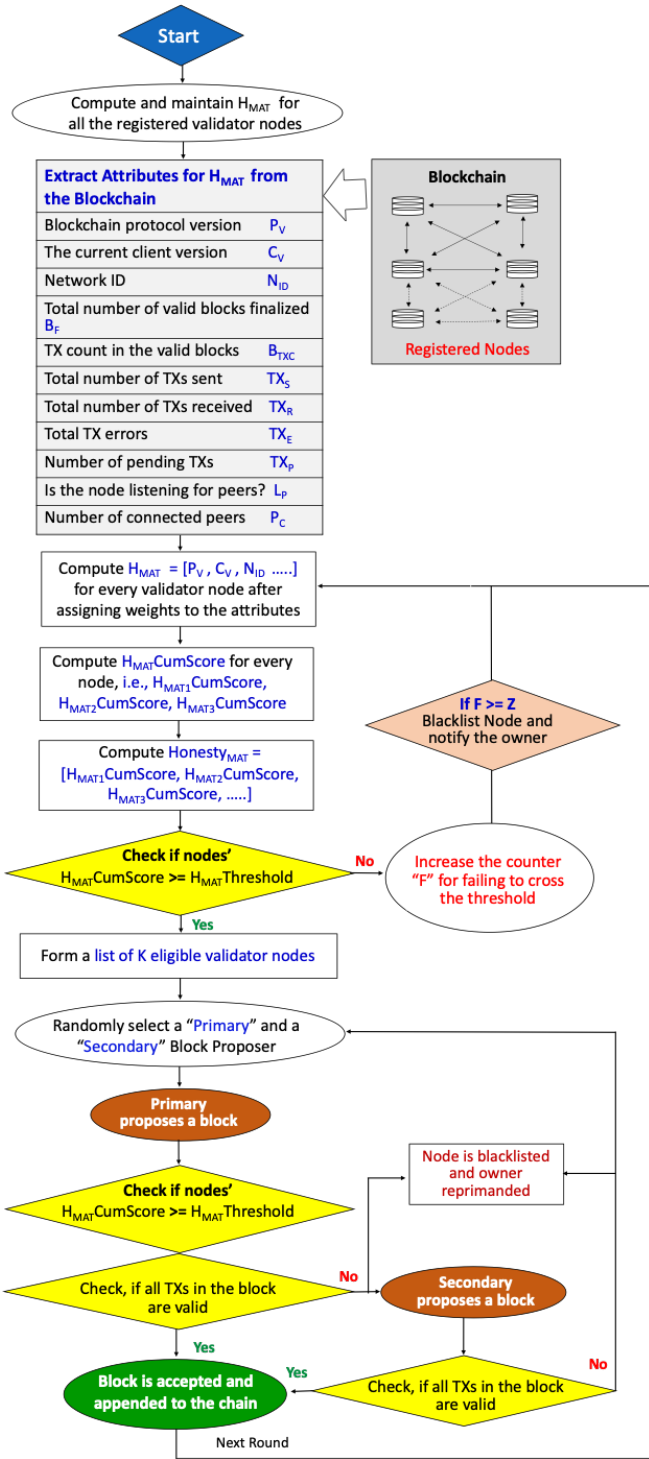 Start
Compute and maintain HMAT for
all the registered validator nodes
Extract Attributes for HMAT from
the Blockchain
Blockchain protocol version PV
The current client version CV
Network ID NID
Total number of valid blocks finalized
BF
TX count in the valid blocks BTXC
Total number of TXs sent TXS
Total number of TXs received TXR
Total TX errors TXE
Number of pending TXs TXP
Is the node listening for peers? LP
Number of connected peers PC
Blockchain
Registered Nodes
Compute HMAT = [PV , CV , NID .....]
for every validator node after
assigning weights to the attributes
Compute HMATCumScore for every
node, i.e., HMAT1CumScore,
HMAT2CumScore, HMAT3CumScore
Compute HonestyMAT =
[HMAT1CumScore, HMAT2CumScore,
HMAT3CumScore, .....]
If F >= Z
Blacklist Node and
notify the owner
Check if nodes'
HMATCumScore >= HMATThreshold
No
Increase the counter
"F" for failing to cross
the threshold
Yes
Form a list of K eligible validator nodes
Randomly select a "Primary" and a
"Secondary" Block Proposer
Primary
proposes a block
Node is blacklisted
and owner
reprimanded
Check if nodes'
HMATCumScore >= HMATThreshold
Check, if all TXs in the block
are valid
No
Secondary
proposes a block
Yes
Block is accepted and
appended to the chain
Yes
Check, if all TXs in the block
are valid
No
Next Round